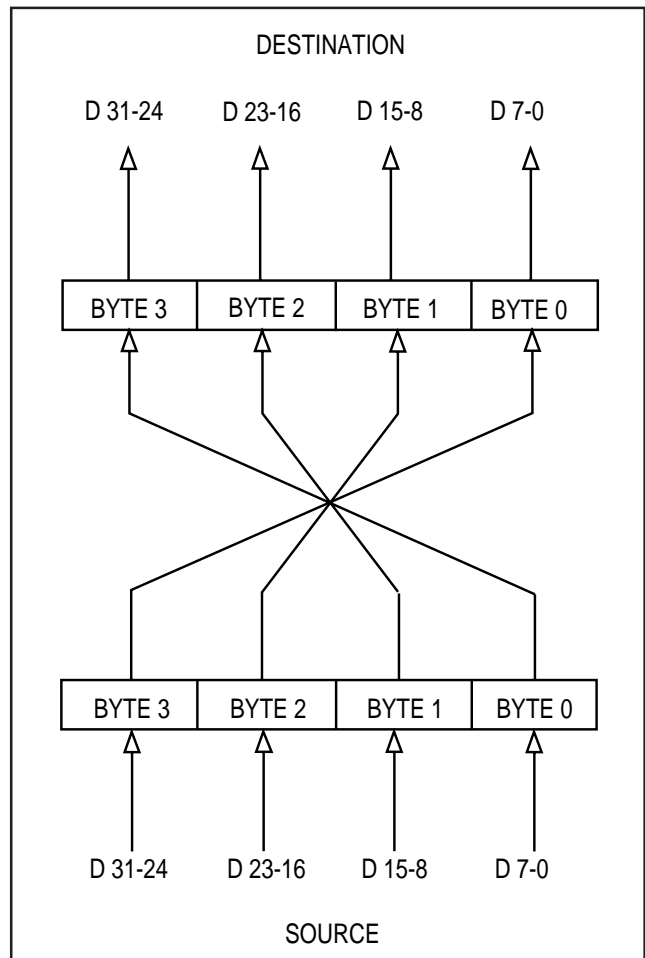 DESTINATION
D 31-24 D 23-16 D 15-8 D 7-0
BYTE 3 BYTE 2 BYTE 1 BYTE 0
BYTE 3 BYTE 2 BYTE 1 BYTE 0
D 31-24 D 23-16 D 15-8 D 7-0
SOURCE